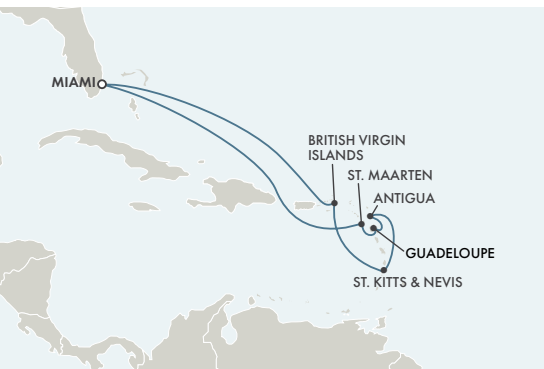 MIAMI
BRITISH VIRGIN
ISLANDS
ST. MAARTEN
ANTIGUA
GUADELOUPE
ST. KITTS & NEVIS